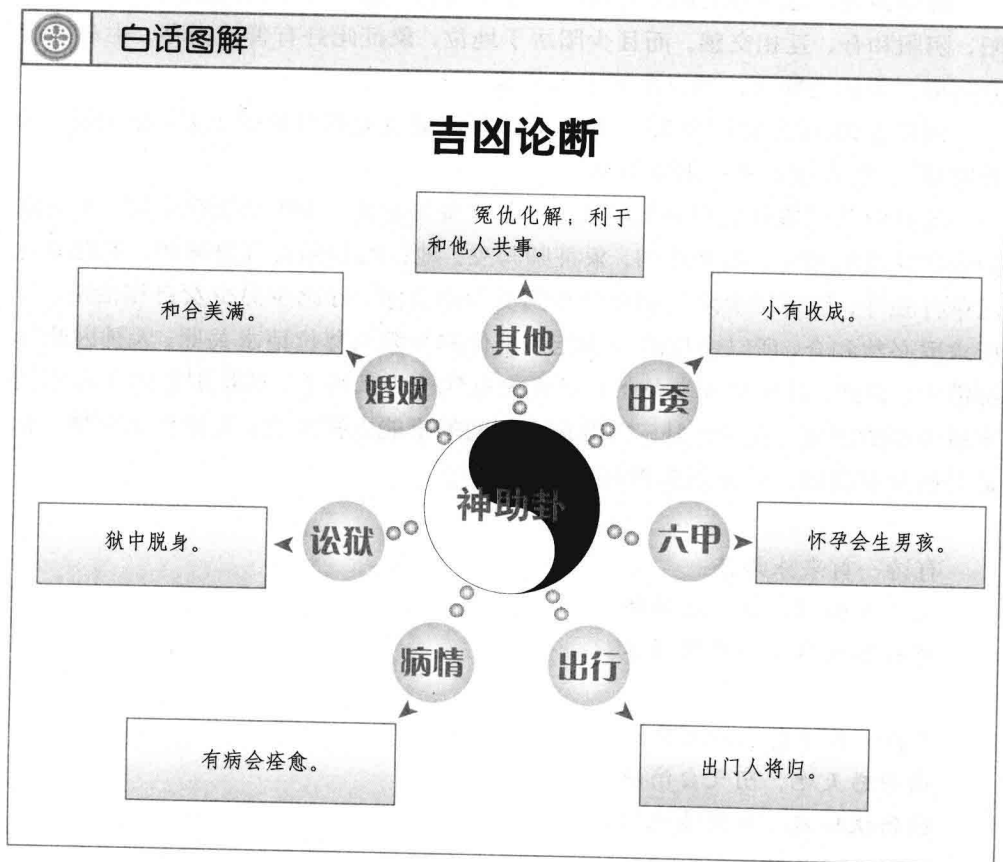 白话图解
吉凶论断
冤仇化解；利于
和他人共事。
和合美满。
小有收成。
其他
婚姻
田蚕
神助卦
狱中脱身。
讼狱
六甲
怀孕会生男孩。
病情
出行
有病会痊愈。
出门人将归。